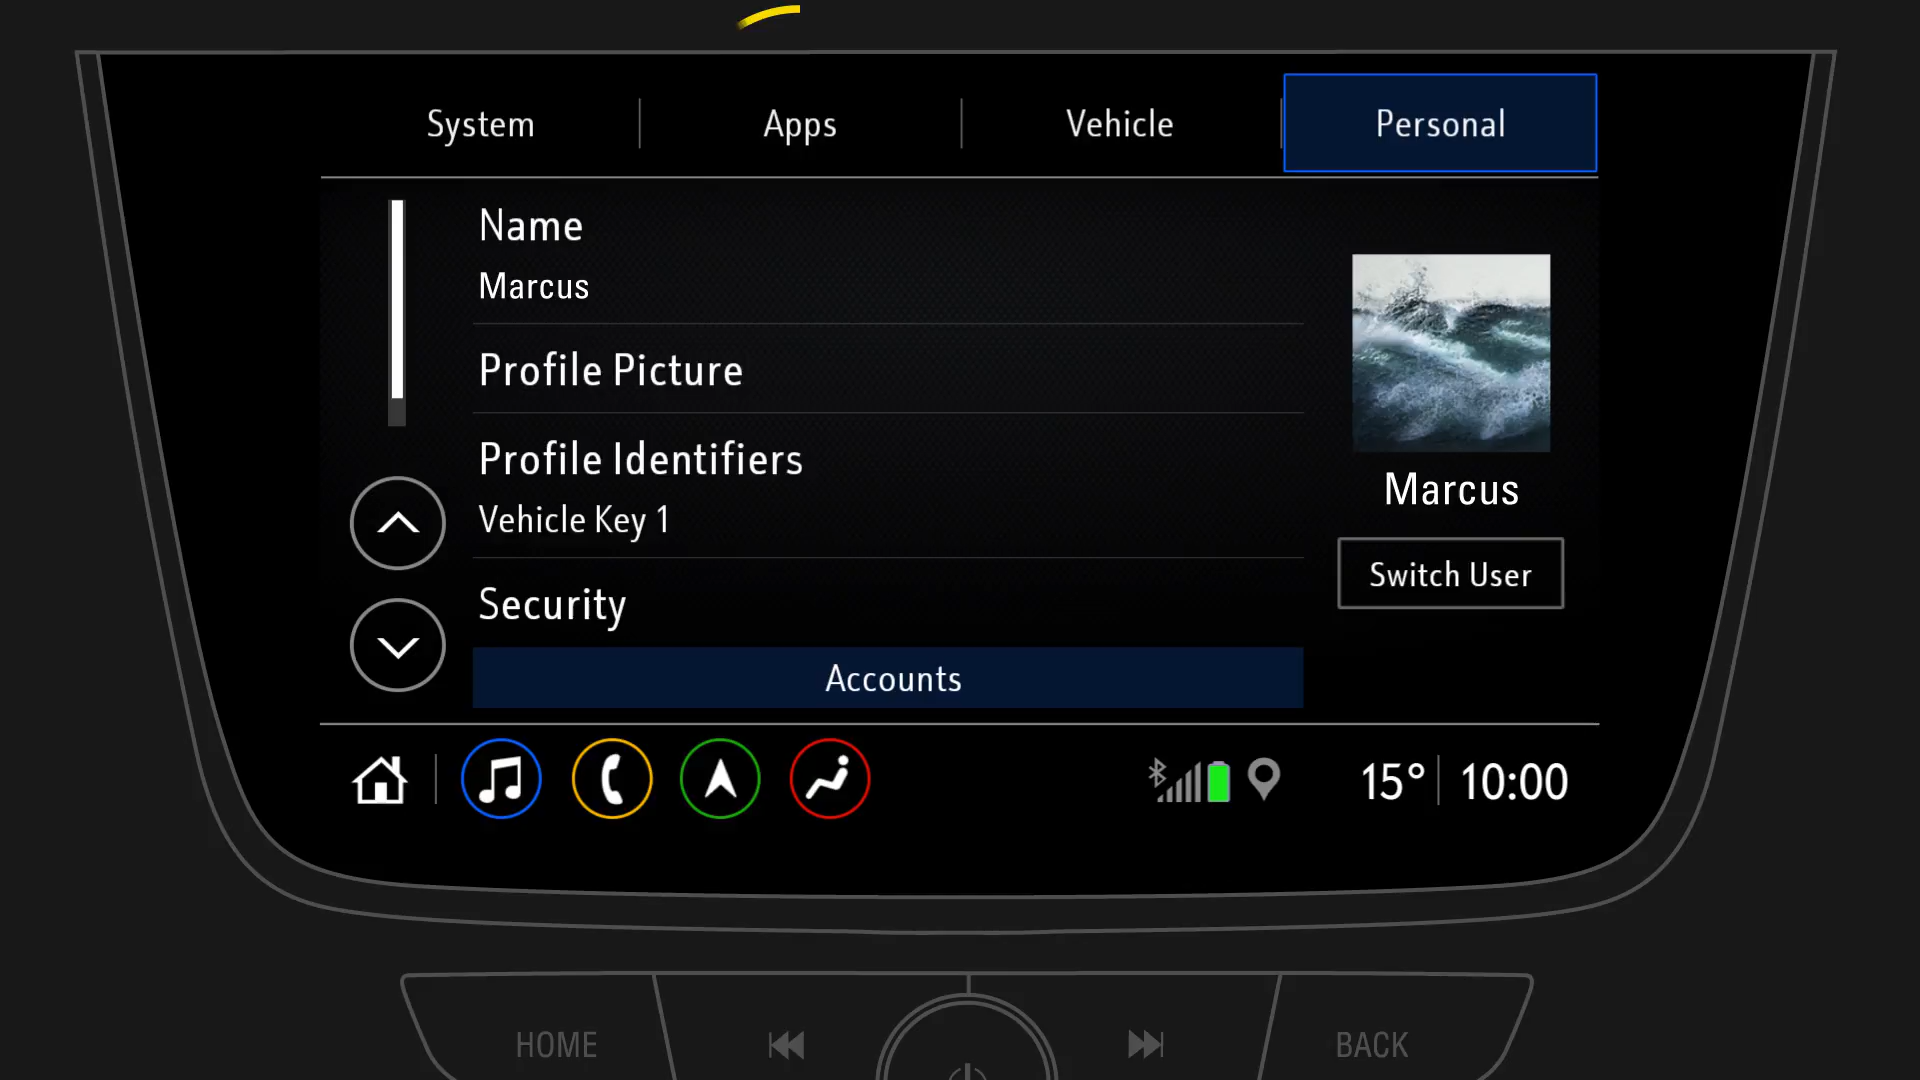 System
Apps
Vehicle
Personal
Name
Marcus
Profile Picture
Profile Identifiers
Vehicle Key 1
Security
Accounts
Marcus
Switch User
15°
10:00
HOME
BACK